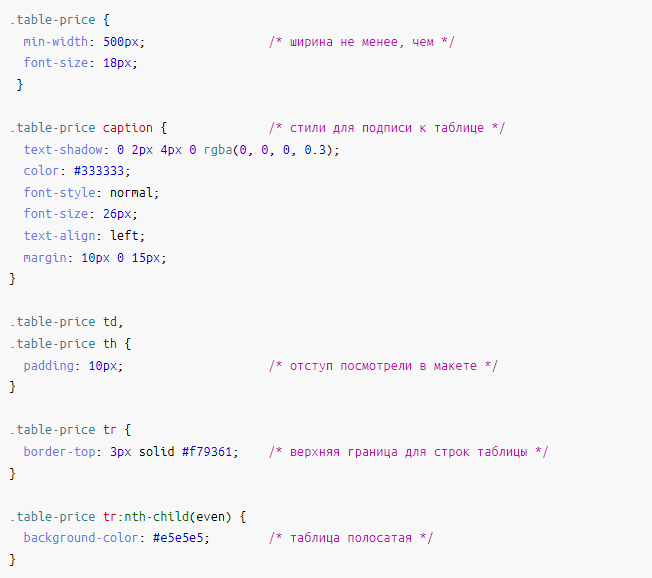 .table-price {
  min-width: 500px;                 /* ширина не менее, чем */
  font-size: 18px;
 }
.table-price caption {              /* стили для подписи к таблице */
  text-shadow: 0 2px 4px 0 rgba(0, 0, 0, 0.3);
  color: #333333;
  font-style: normal;
  font-size: 26px;
  text-align: left;
  margin: 10px 0 15px;
}
.table-price td,
.table-price th {
  padding: 10px;                    /* отступ посмотрели в макете */
}
.table-price tr {
  border-top: 3px solid #f79361;    /* верхняя граница для строк таблицы */
}
.table-price tr:nth-child(even) {
  background-color: #e5e5e5;        /* таблица полосатая */
}